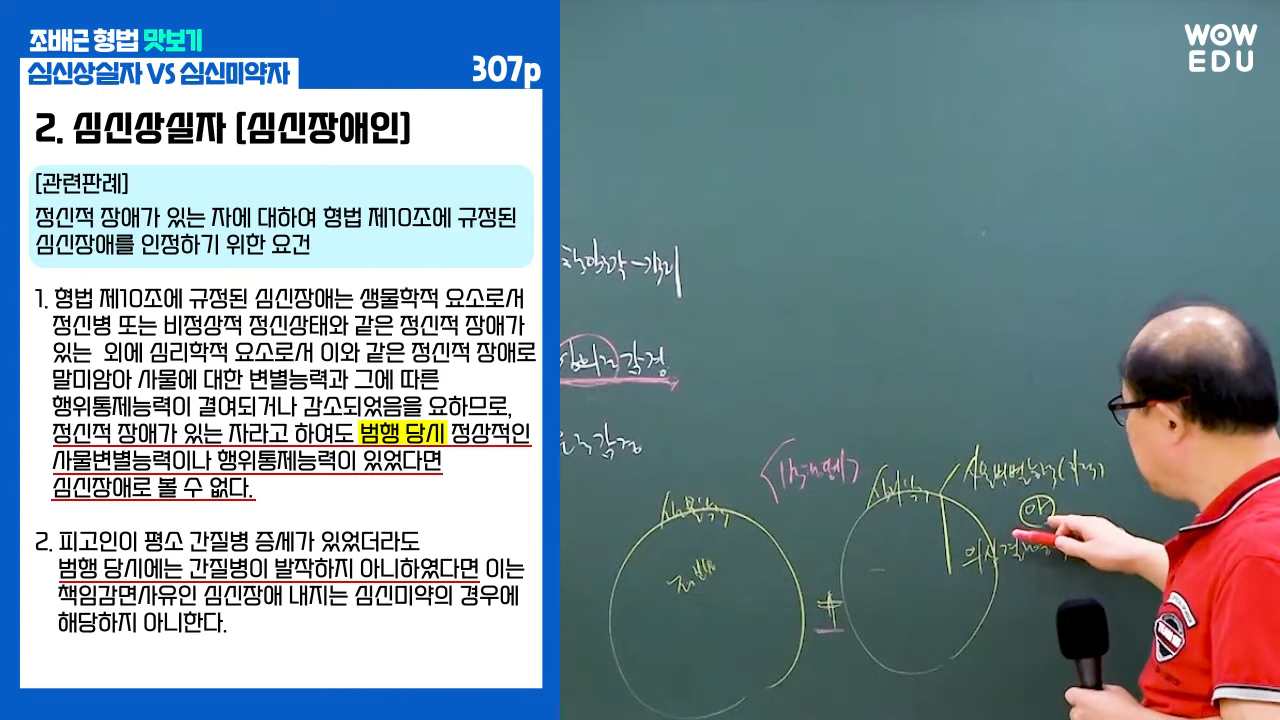 조배근 형법 맛보기
심신상실자 VS 심신미약자
307p
WOW
EDU
2. 심신상실자 [심신장애인]
[관련판례]
정신적 장애가 있는 자에 대하여 형법 제10조에 규정된
심신장애를 인정하기 위한 요건
1. 형법 제10조에 규정된 심신장애는 생물학적 요소로서
정신병 또는 비정상적 정신상태와 같은 정신적 장애가
있는 외에 심리학적 요소로서 이와 같은 정신적 장애로
말미암아 사물에 대한 변별능력과 그에 따른
행위통제능력이 결여되거나 감소되었음을 요하므로,
정신적 장애가 있는 자라고 하여도 범행 당시 정상적인
사물변별능력이나 행위통제능력이 있었다면
심신장애로 볼 수 없다.
2. 피고인이 평소 간질병 증세가 있었더라도
범행 당시에는 간질병이 발작하지 아니하였다면 이는
책임감면사유인 심신장애 내지는 심신미약의 경우에
해당하지 아니한다.